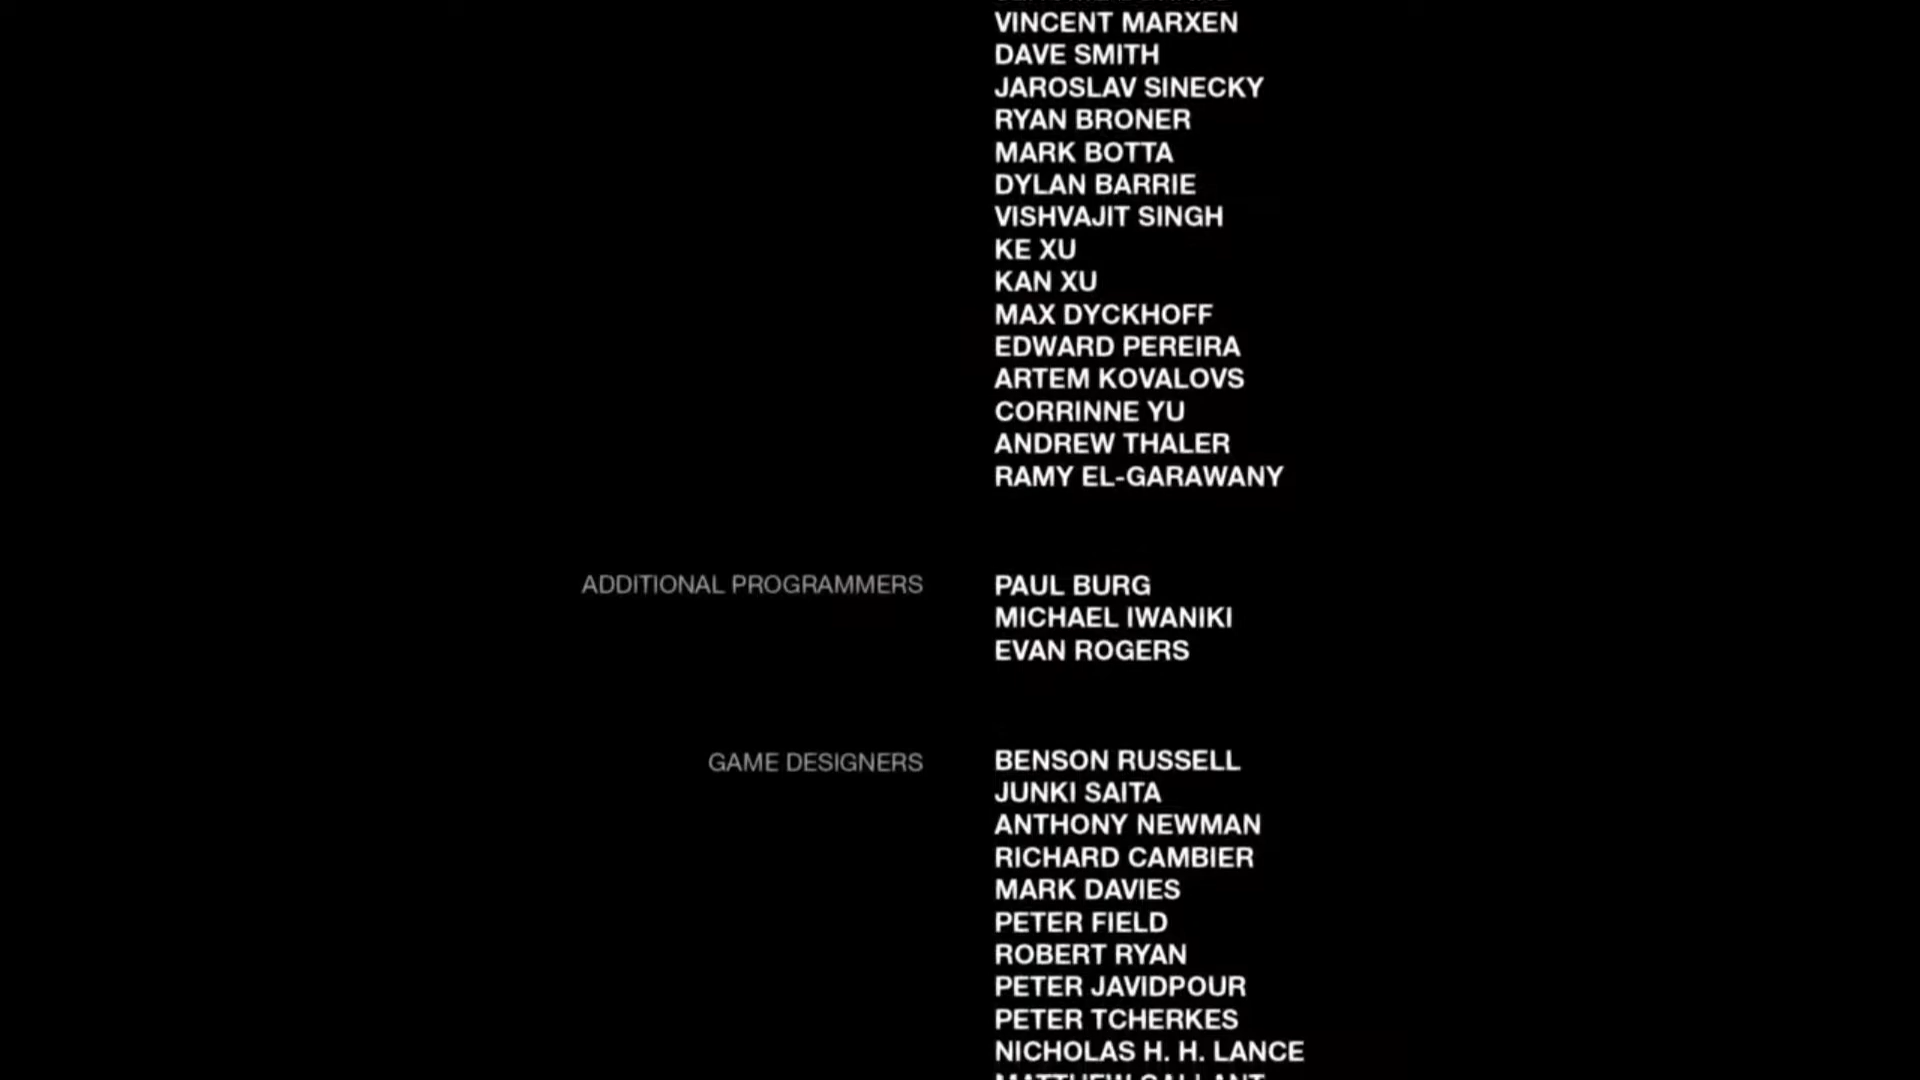 VINCENT MARXEN
DAVE SMITH
JAROSLAV SINECKY
RYAN BRONER
MARK BOTTA
DYLAN BARRIE
VISHVAJIT SINGH
KE XU
KAN XU
MAX DYCKHOFF
EDWARD PEREIRA
ARTEM KOVALOVS
CORRINNE YU
ANDREW THALER
RAMY EL-GARAWANY
ADDITIONAL PROGRAMMERS PAUL BURG
MICHAEL IWANIKI
EVAN ROGERS
GAME DESIGNERS BENSON RUSSELL
JUNKI SAITA
ANTHONY NEWMAN
RICHARD CAMBIER
MARK DAVIES
PETER FIELD
ROBERT RYAN
PETER JAVIDPOUR
PETER TCHERKES
NICHOLAS H. H. LANCE